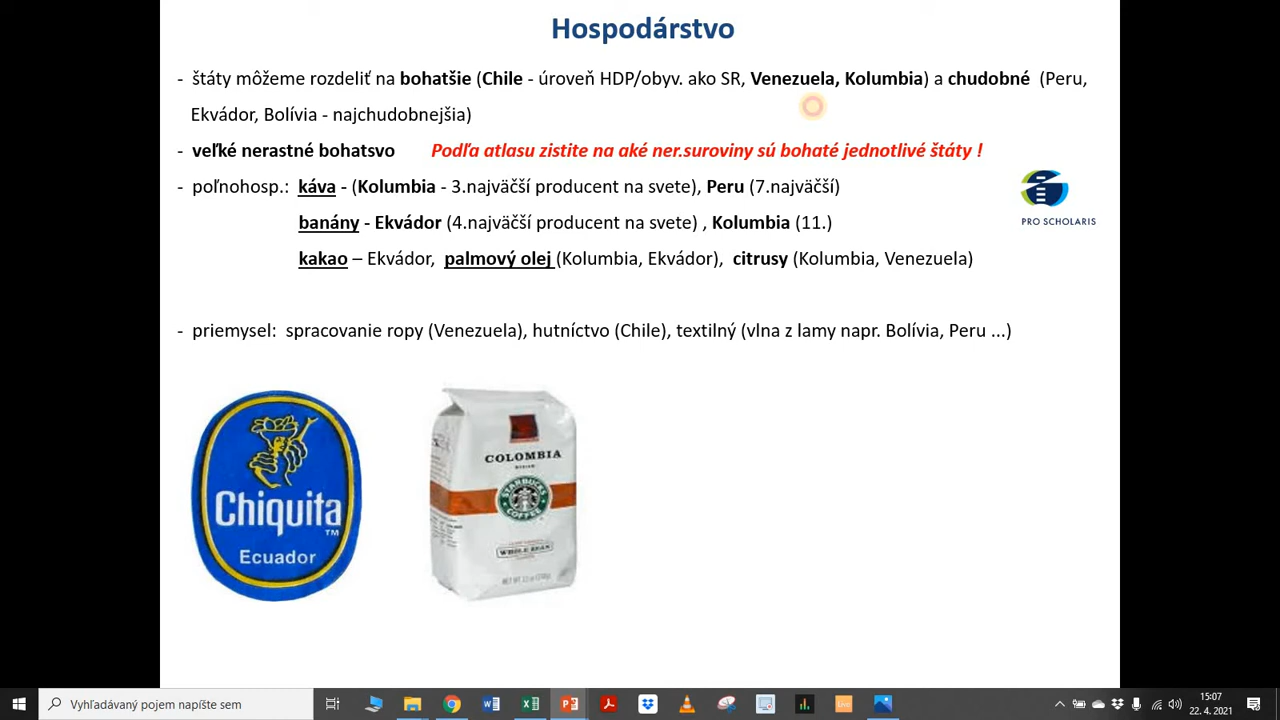 Hospodárstvo
- štáty môžeme rozdeliť na bohatšie (Chile - úroveň HDP/obyv. ako SR, Venezuela, Kolumbia) a chudobné (Peru,
Ekvádor, Bolívia - najchudobnejšia)
- veľké nerastné bohatsvo Podľa atlasu zistite na aké ner.suroviny sú bohaté jednotlivé štáty !
- poľnohosp.: káva - (Kolumbia - 3.najväčší producent na svete), Peru (7.najväčší)
PRO SCHOLARIS
banány - Ekvádor (4.najväčší producent na svete) , Kolumbia (11.)
kakao – Ekvádor, palmový olej (Kolumbia, Ekvádor), citrusy (Kolumbia, Venezuela)
- priemysel: spracovanie ropy (Venezuela), hutníctvo (Chile), textilný (vlna z lamy napr. Bolívia, Peru ...)
Chiquita
TM
Ecuador
COLOMBIA
STARBUCKS
COFFEE
WHOLE BEAN
Vyhľadávaný pojem napíšte sem
15:07
22. 4. 2021